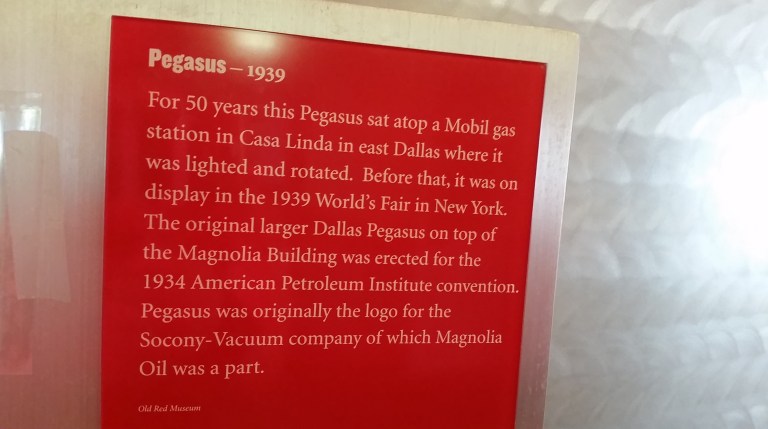 Pegasus – 1939
For 50 years this Pegasus sat atop a Mobil gas
station in Casa Linda in east Dallas where it
was lighted and rotated. Before that, it was on
display in the 1939 World's Fair in New York.
The original larger Dallas Pegasus on top of
the Magnolia Building was erected for the
1934 American Petroleum Institute convention.
Pegasus was originally the logo for the
Socony-Vacuum company of which Magnolia
Oil was a part.
Old Red Museum